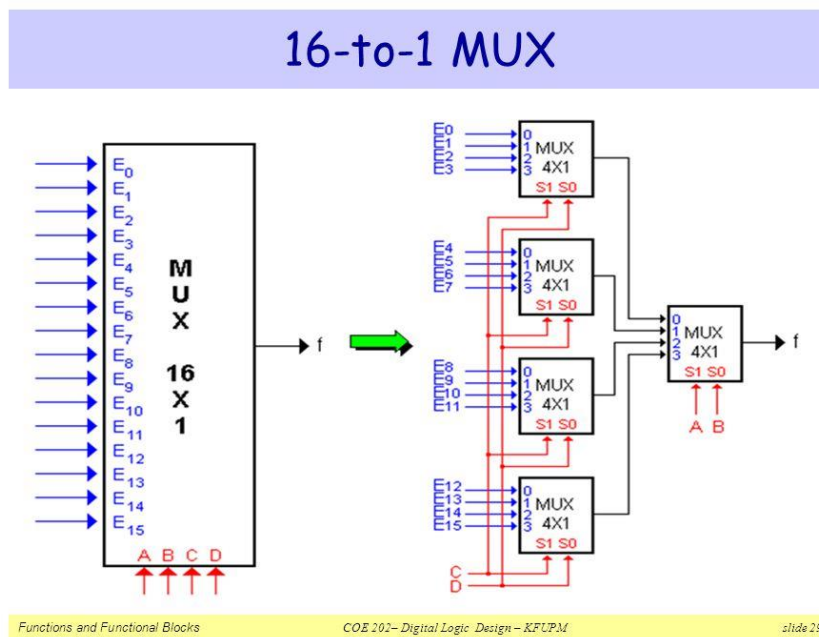 16-to-1 MUX
E0
E1
E2
E3
E4
E5
E6
E7
E8
E9
E10
E11
E12
E13
E14
E15
M
U
X
16
X
1
A B C D
f
E0
E1
E2
E3
0
1
2
3
MUX
4X1
S1 S0
E4
E5
E6
E7
0
1
2
3
MUX
4X1
S1 S0
E8
E9
E10
E11
0
1
2
3
MUX
4X1
S1 S0
E12
E13
E14
E15
0
1
2
3
MUX
4X1
S1 S0
C
D
0
1
2
3
MUX
4X1
S1 S0
A B
f
Functions and Functional Blocks
COE 202– Digital Logic Design – KFUPM
slide 29